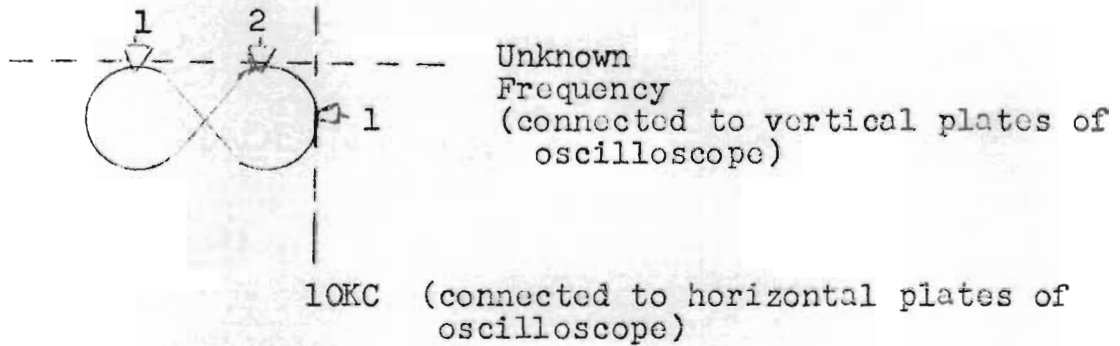 1 2
Unknown
Frequency
(connected to vertical plates of
oscilloscope)
1
10KC (connected to horizontal plates of
oscilloscope)